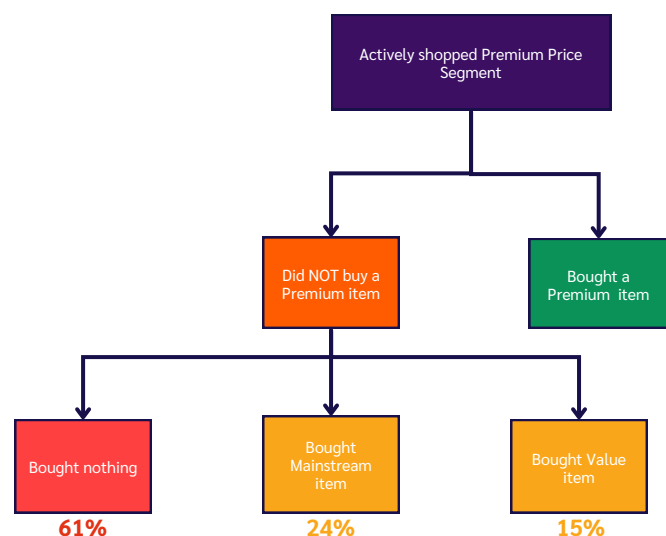 Actively shopped Premium Price
Segment
Did NOT buy a
Premium item
Bought a
Premium item
Bought nothing
Bought
Mainstream
item
Bought Value
item
61%
24%
15%